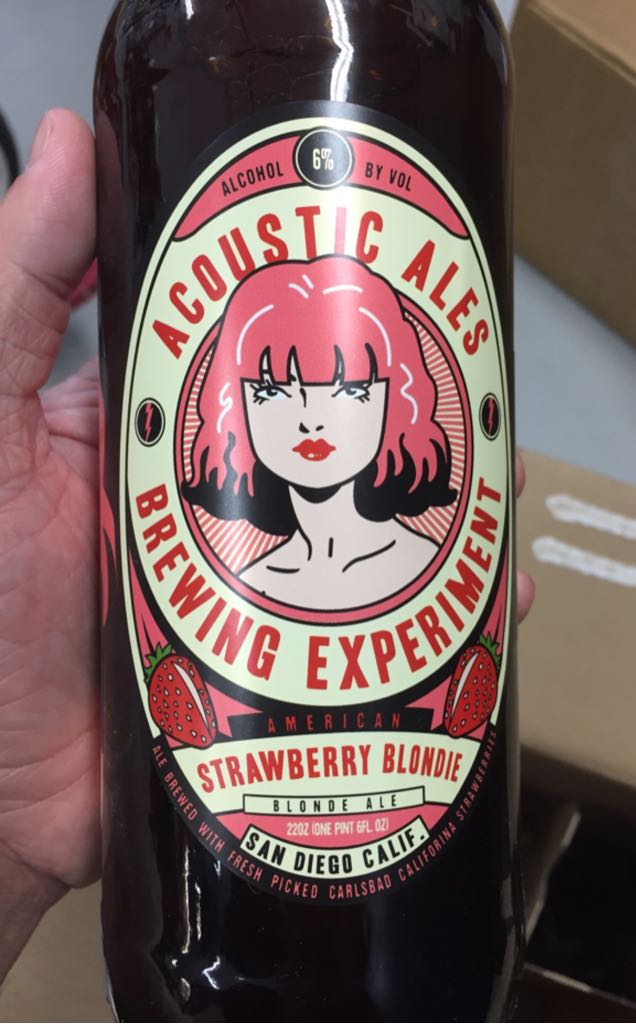 ALCOHOL 6% BY VOL
ACOUSTIC ALES
BREWING EXPERIMENT
AMERICAN
STRAWBERRY BLONDIE
BLONDE ALE
22OZ (ONE PINT 6FL. OZ)
SAN DIEGO CALIF.
ALE BREWED WITH FRESH PICKED CARLSBAD CALIFORINA STRAWBERRIES